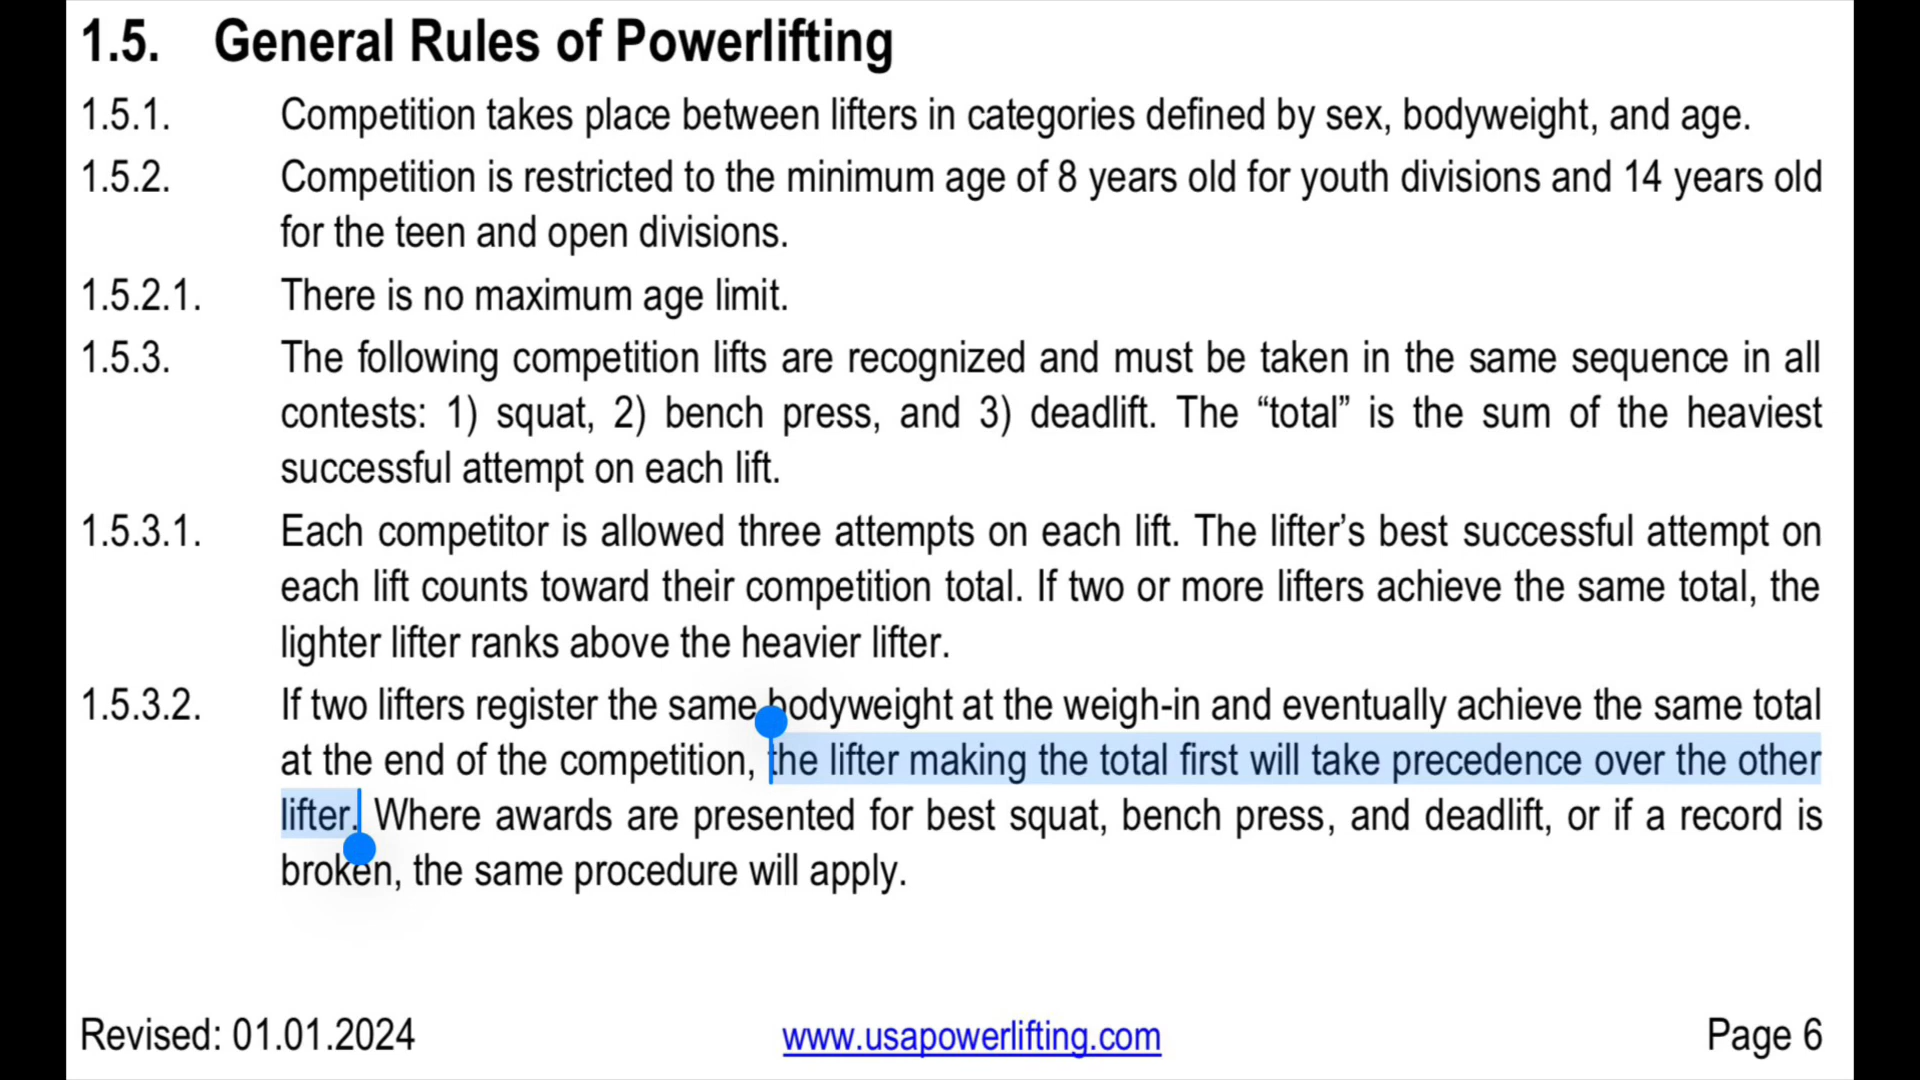 1.5. General Rules of Powerlifting
1.5.1. Competition takes place between lifters in categories defined by sex, bodyweight, and age.
1.5.2. Competition is restricted to the minimum age of 8 years old for youth divisions and 14 years old
for the teen and open divisions.
1.5.2.1. There is no maximum age limit.
1.5.3. The following competition lifts are recognized and must be taken in the same sequence in all
contests: 1) squat, 2) bench press, and 3) deadlift. The “total” is the sum of the heaviest
successful attempt on each lift.
1.5.3.1. Each competitor is allowed three attempts on each lift. The lifter’s best successful attempt on
each lift counts toward their competition total. If two or more lifters achieve the same total, the
lighter lifter ranks above the heavier lifter.
1.5.3.2. If two lifters register the same bodyweight at the weigh-in and eventually achieve the same total
at the end of the competition, the lifter making the total first will take precedence over the other
lifter. Where awards are presented for best squat, bench press, and deadlift, or if a record is
broken, the same procedure will apply.
Revised: 01.01.2024 www.usapowerlifting.com Page 6